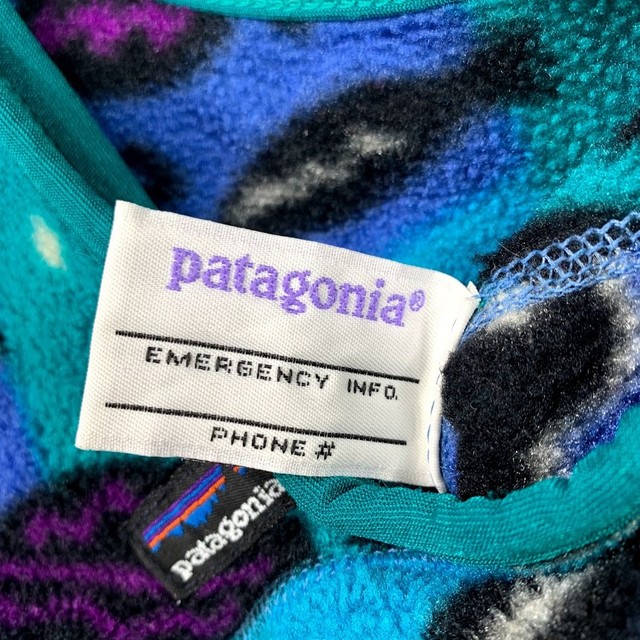 patagonia®
EMERGENCY INFO.
PHONE #
patagonia